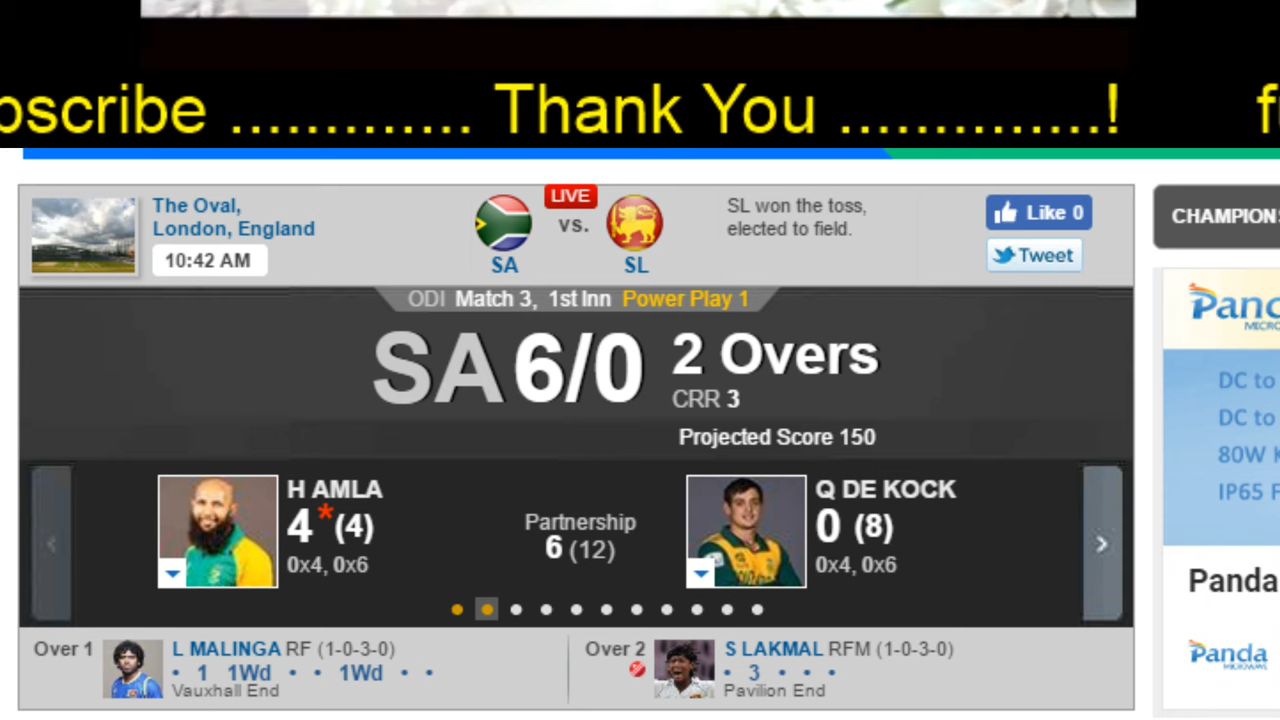 bscribe ............. Thank You ..............!
The Oval,
London, England
10:42 AM
LIVE
vs.
SA
SL
SL won the toss,
elected to field.
Like 0
Tweet
CHAMPIONS
ODI Match 3, 1st Inn Power Play 1
SA 6/0 2 Overs
CRR 3
Projected Score 150
H AMLA
4*(4)
0x4, 0x6
Partnership
6 (12)
Q DE KOCK
0 (8)
0x4, 0x6
Over 1
L MALINGA RF (1-0-3-0)
• 1 1Wd • • 1Wd • •
Vauxhall End
Over 2
S LAKMAL RFM (1-0-3-0)
• 3 • • •
Pavilion End
DC to
DC to
80W
IP65
Panda
Panda